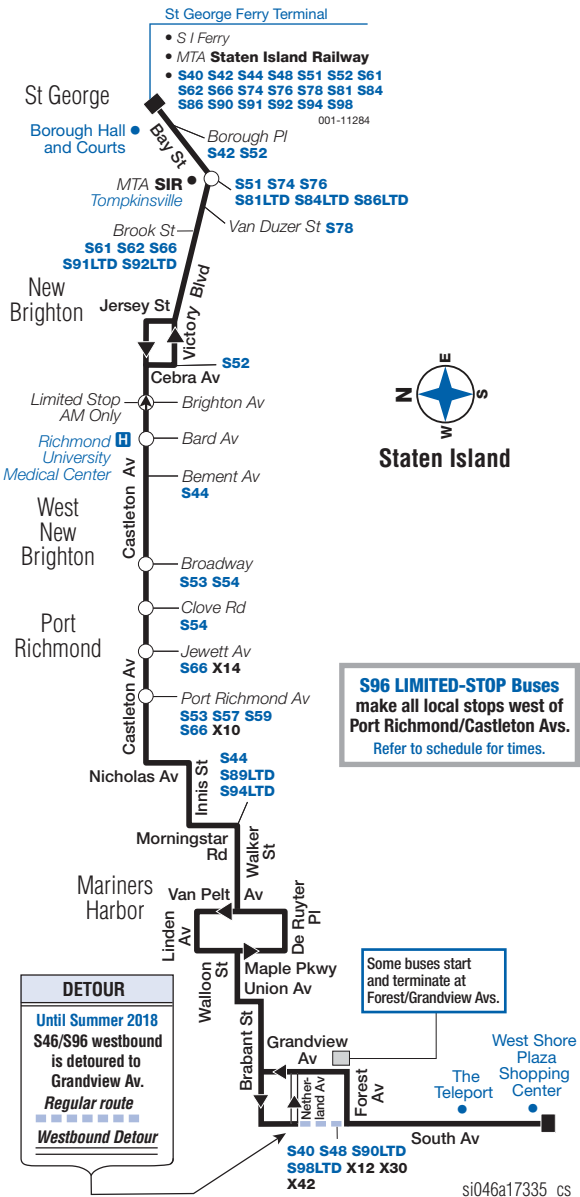 St George Ferry Terminal
• S I Ferry
• MTA Staten Island Railway
• S40 S42 S44 S48 S51 S52 S61
S62 S66 S74 S76 S78 S81 S84
S86 S90 S91 S92 S94 S98
001-11284
St George
Borough Hall
and Courts
Bay St
Borough Pl
S42 S52
MTA SIR
Tompkinsville
S51 S74 S76
S81LTD S84LTD S86LTD
Brook St
S61 S62 S66
S91LTD S92LTD
Van Duzer St S78
New
Brighton
Jersey St
Victory Blvd
S52
Cebra Av
Limited Stop
AM Only
Brighton Av
Richmond H
University
Medical Center
Bard Av
Castleton Av
Bement Av
S44
N
E
S
W
Staten Island
West
New
Brighton
Broadway
S53 S54
Clove Rd
S54
Port
Richmond
Jewett Av
S66 X14
Castleton Av
Port Richmond Av
S53 S57 S59
S66 X10
S96 LIMITED-STOP Buses
make all local stops west of
Port Richmond/Castleton Avs.
Refer to schedule for times.
Nicholas Av
Innis St
S44
S89LTD
S94LTD
Morningstar
Rd
Walker
St
Mariners
Harbor
Van Pelt Av
Linden
Av
De Ruyter
Pl
Walloon
St
Maple Pkwy
Union Av
Brabant St
Some buses start
and terminate at
Forest/Grandview Avs.
Grandview
Av
Nether-
land Av
Forest
Av
The
Teleport
West Shore
Plaza
Shopping
Center
South Av
S40 S48 S90LTD
S98LTD X12 X30
X42
DETOUR
Until Summer 2018
S46/S96 westbound
is detoured to
Grandview Av.
Regular route
Westbound Detour
si046a17335 cs